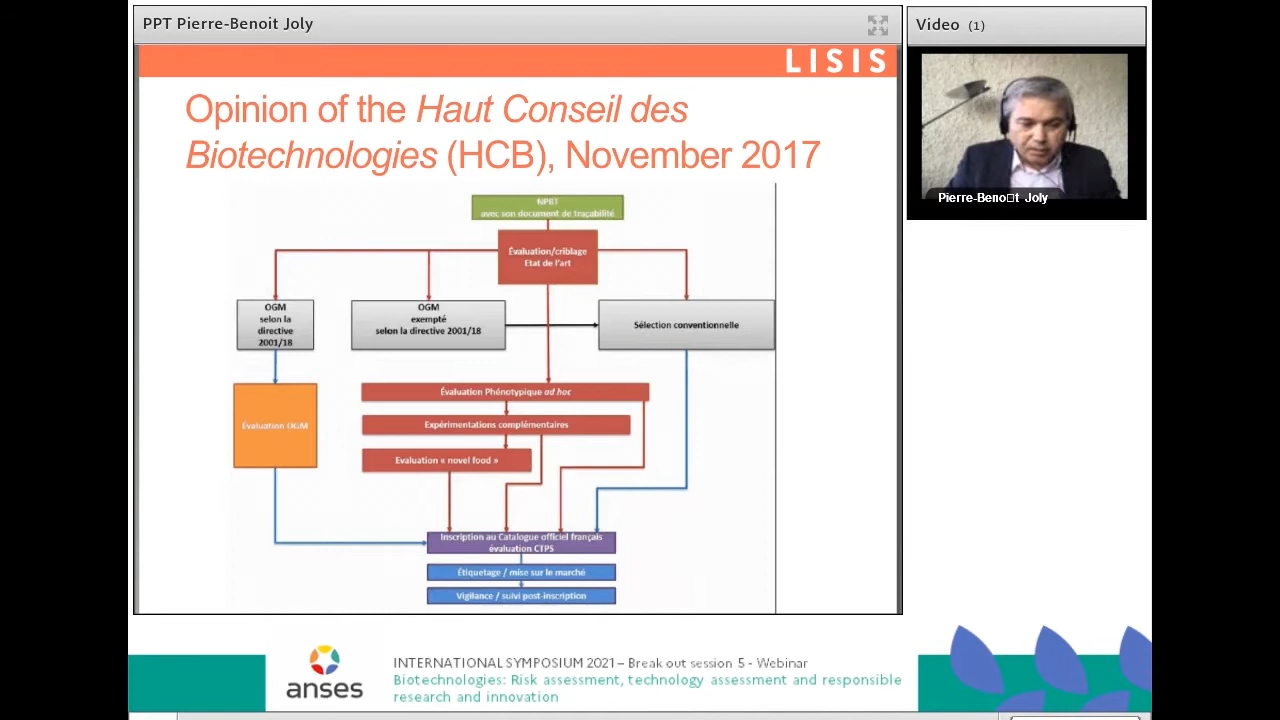 PPT Pierre-Benoit Joly
Video (1)
LISIS
Opinion of the Haut Conseil des
Biotechnologies (HCB), November 2017
Pierre-Beno□t Joly
NPBT
avec son document de traçabilité
Évaluation/criblage
Etat de l'art
OGM
selon la
directive
2001/18
OGM
exempté
selon la directive 2001/18
Sélection conventionnelle
Évaluation OGM
Évaluation Phénotypique ad hoc
Expérimentations complémentaires
Evaluation « novel food »
Inscription au Catalogue officiel français
évaluation CTPS
Étiquetage / mise sur le marché
Vigilance / suivi post-inscription
anses
INTERNATIONAL SYMPOSIUM 2021 – Break out session 5 - Webinar
Biotechnologies: Risk assessment, technology assessment and responsible
research and innovation